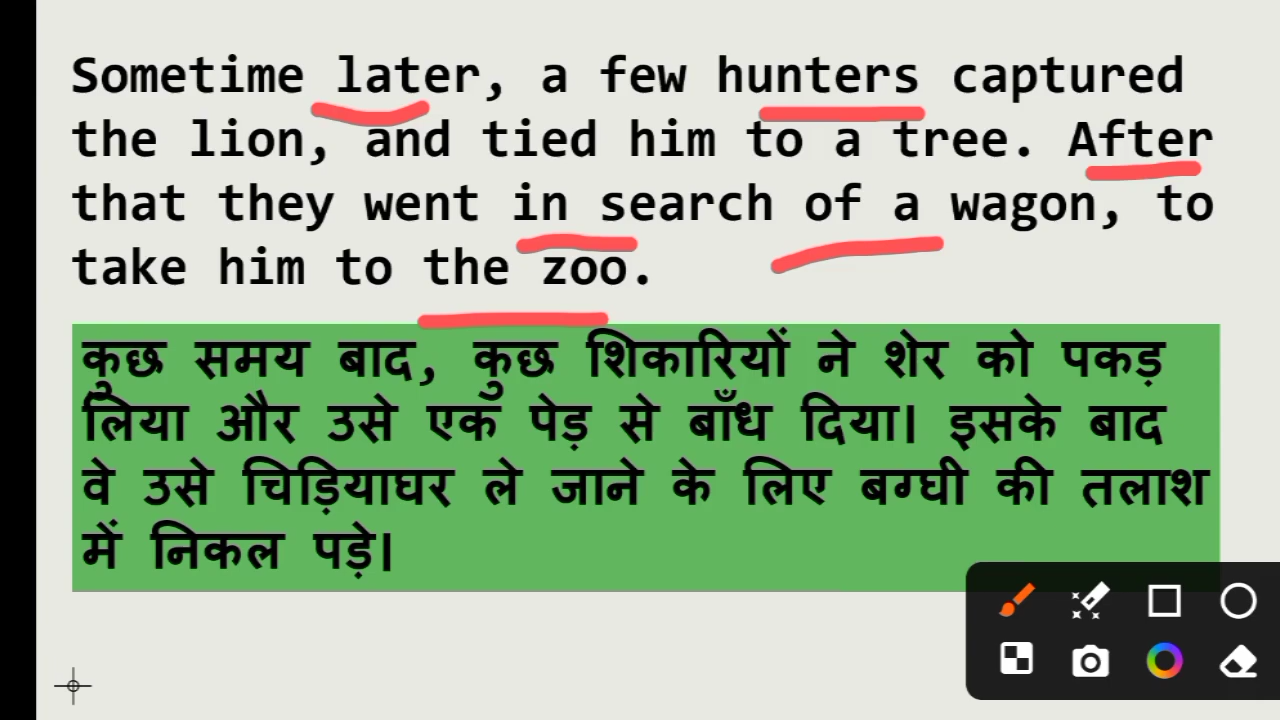 Sometime later, a few hunters captured
the lion, and tied him to a tree. After
that they went in search of a wagon, to
take him to the zoo.
कुछ समय बाद, कुछ शिकारियों ने शेर को पकड़
लिया और उसे एक पेड़ से बाँध दिया। इसके बाद
वे उसे चिड़ियाघर ले जाने के लिए बग्घी की तलाश
में निकल पड़े।